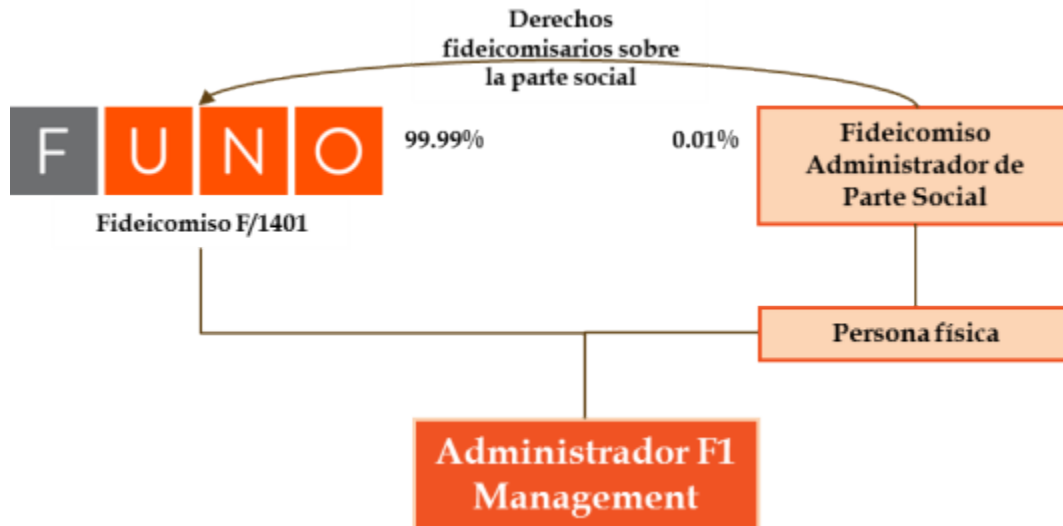 Derechos
fideicomisarios sobre
la parte social
FUNO
99.99%
0.01%
Fideicomiso
Administrador de
Parte Social
Fideicomiso F/1401
Persona física
Administrador F1
Management